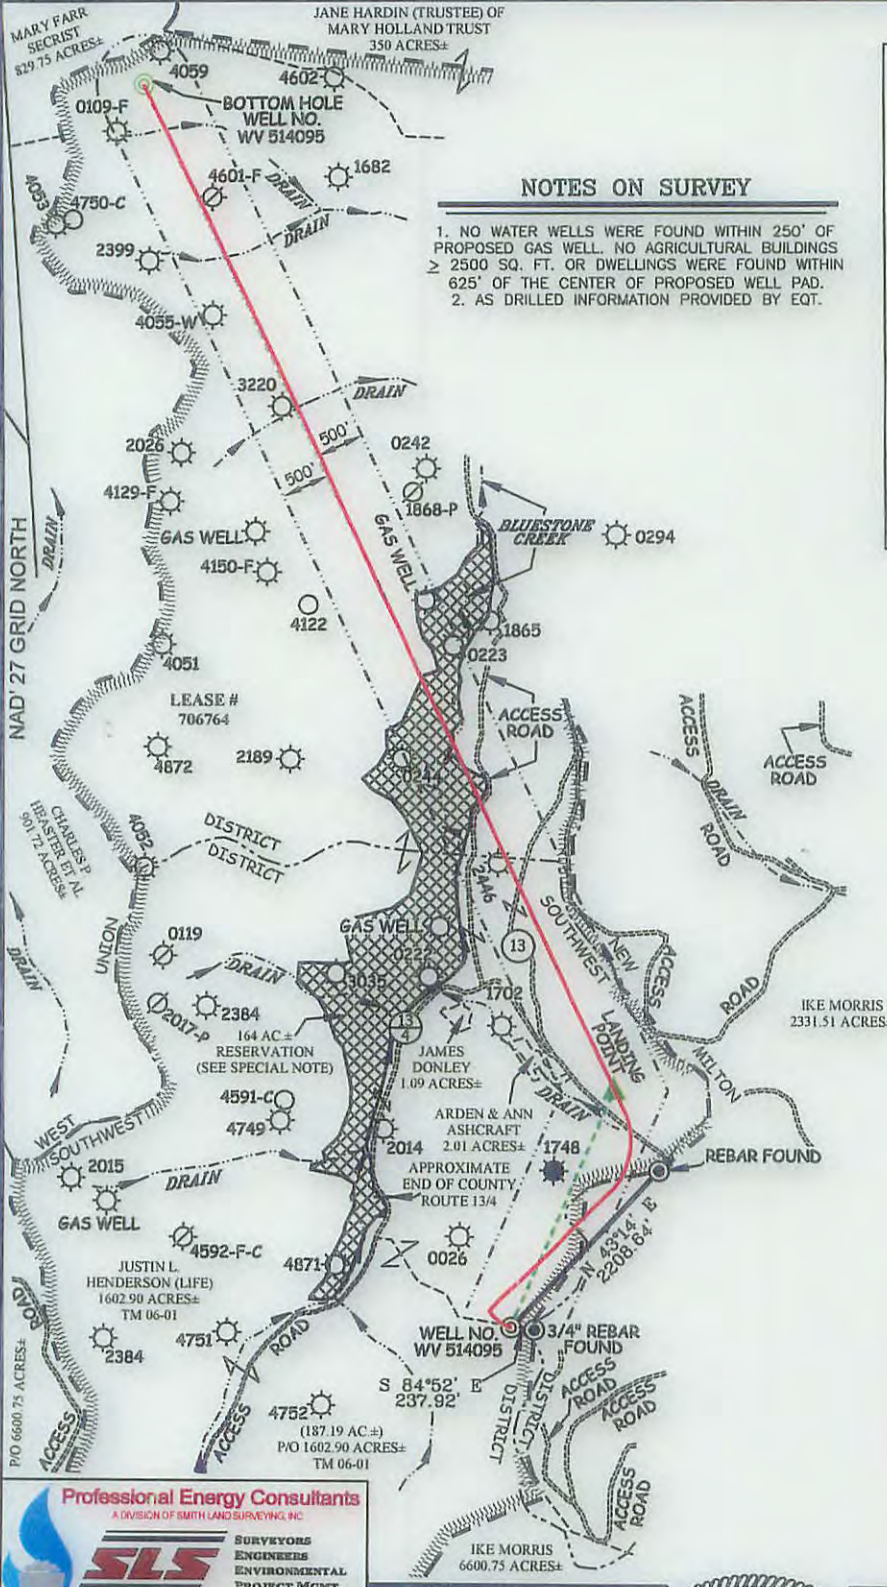 MARY FARR
SECRIST
829.75 ACRES±
JANE HARDIN (TRUSTEE) OF
MARY HOLLAND TRUST
350 ACRES±
4059
4602
0109-F
BOTTOM HOLE
WELL NO.
WV 514095
4601-F
DRAIN
1682
DRAIN
4053
4750-C
2399
4055-W
NOTES ON SURVEY
1. NO WATER WELLS WERE FOUND WITHIN 250' OF
PROPOSED GAS WELL. NO AGRICULTURAL BUILDINGS
≥ 2500 SQ. FT. OR DWELLINGS WERE FOUND WITHIN
625' OF THE CENTER OF PROPOSED WELL PAD.
2. AS DRILLED INFORMATION PROVIDED BY EQT.
3220
DRAIN
500'
500'
2026
0242
4129-F
1868-P
GAS WELL
GAS WELL
BLUESTONE
CREEK
0294
DRAIN
4150-F
4122
1865
0223
NAD' 27 GRID NORTH
4051
LEASE #
706764
ACCESS
ROAD
4872
2189
0244
ACCESS
ROAD
DRAIN
ACCESS
ROAD
CHARLES P.
HEASTER ET AL
901.72 ACRES±
4052
DISTRICT
DISTRICT
2446
SOUTHWEST
NEW
MILTON
UNION
0119
GAS WELL
13
DRAIN
DRAIN
3035
0222
ACCESS
ROAD
2017-P
2384
13
4
1702
LANDING
POINT
IKE MORRIS
2331.51 ACRES
164 AC.±
RESERVATION
(SEE SPECIAL NOTE)
JAMES
DONLEY
1.09 ACRES±
DRAIN
4591-C
4749
ARDEN & ANN
ASHCRAFT
2.01 ACRES±
WEST
SOUTHWEST
2014
1748
REBAR FOUND
2015
DRAIN
APPROXIMATE
END OF COUNTY
ROUTE 13/4
GAS WELL
4592-F-C
0026
N 43°14' E
2208.64'
JUSTIN L.
HENDERSON (LIFE)
1602.90 ACRES±
TM 06-01
4871
ROAD
2384
4751
ROAD
WELL NO.
WV 514095
3/4" REBAR
FOUND
S 84°52' E
237.92'
DISTRICT
DISTRICT
ACCESS
ROAD
ACCESS
ROAD
P/O 6600.75 ACRES±
ACCESS
ACCESS
4752
(187.19 AC.±)
P/O 1602.90 ACRES±
TM 06-01
ACCESS
ROAD
IKE MORRIS
6600.75 ACRES±
Professional Energy Consultants
A DIVISION OF SMITH LAND SURVEYING, INC.
SLS
SURVEYORS
ENGINEERS
ENVIRONMENTAL
PROJECT MGMT.